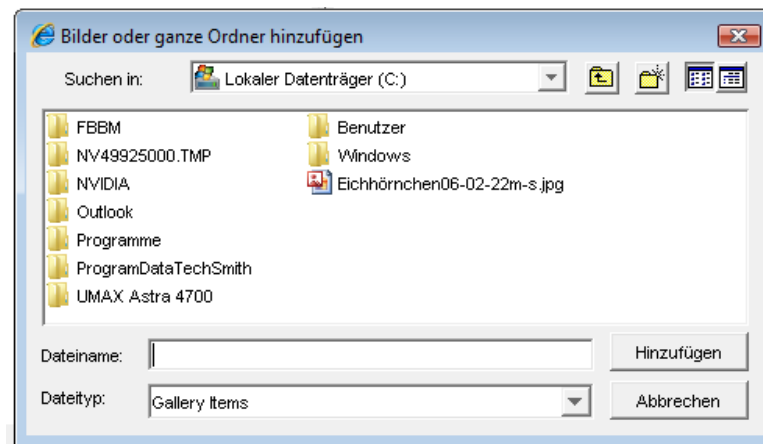 Bilder oder ganze Ordner hinzufügen
Suchen in: Lokaler Datenträger (C:)
FBBM
NV49925000.TMP
NVIDIA
Outlook
Programme
ProgramDataTechSmith
UMAX Astra 4700
Benutzer
Windows
Eichhörnchen06-02-22m-s.jpg
Dateiname:
Hinzufügen
Dateityp: Gallery Items
Abbrechen